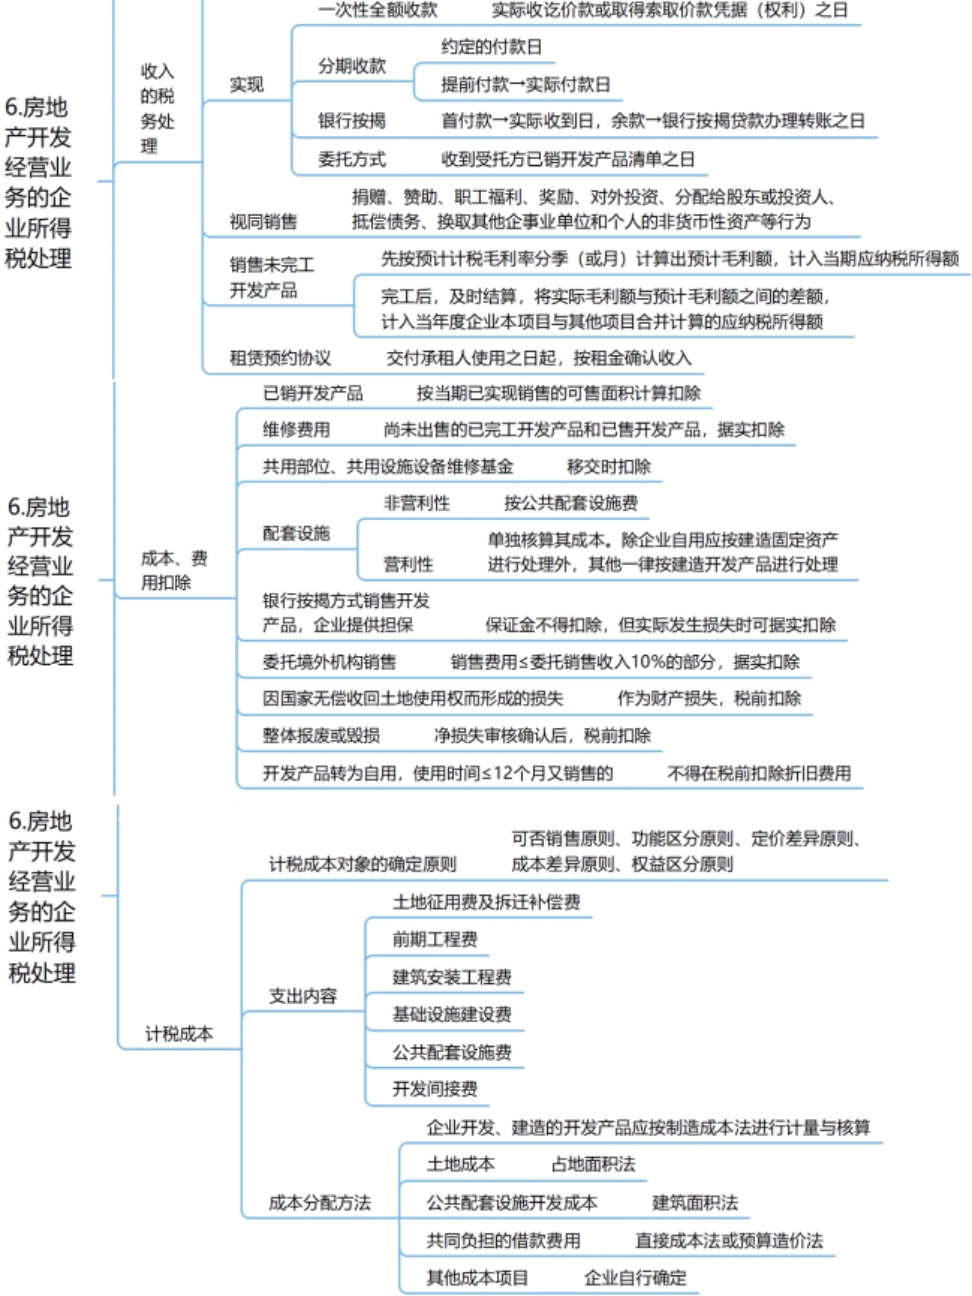 6.房地
产开发
经营业
务的企
业所得
税处理
收入
的税
务处
理
实现
一次性全额收款 实际收讫价款或取得索取价款凭据（权利）之日
分期收款
约定的付款日
提前付款→实际付款日
银行按揭 首付款→实际收到日，余款→银行按揭贷款办理转账之日
委托方式 收到受托方已销开发产品清单之日
视同销售
捐赠、赞助、职工福利、奖励、对外投资、分配给股东或投资人、
抵偿债务、换取其他企事业单位和个人的非货币性资产等行为
销售未完工
开发产品
先按预计计税毛利率分季（或月）计算出预计毛利额，计入当期应纳税所得额
完工后，及时结算，将实际毛利额与预计毛利额之间的差额，
计入当年度企业本项目与其他项目合并计算的应纳税所得额
租赁预约协议 交付承租人使用之日起，按租金确认收入
6.房地
产开发
经营业
务的企
业所得
税处理
成本、费
用扣除
已销开发产品 按当期已实现销售的可售面积计算扣除
维修费用 尚未出售的已完工开发产品和已售开发产品，据实扣除
共用部位、共用设施设备维修基金 移交时扣除
配套设施
非营利性 按公共配套设施费
营利性
单独核算其成本。除企业自用应按建造固定资产
进行处理外，其他一律按建造开发产品进行处理
银行按揭方式销售开发
产品，企业提供担保 保证金不得扣除，但实际发生损失时可据实扣除
委托境外机构销售 销售费用≤委托销售收入10%的部分，据实扣除
因国家无偿收回土地使用权而形成的损失 作为财产损失，税前扣除
整体报废或毁损 净损失审核确认后，税前扣除
开发产品转为自用，使用时间≤12个月又销售的 不得在税前扣除折旧费用
6.房地
产开发
经营业
务的企
业所得
税处理
计税成本
计税成本对象的确定原则
可否销售原则、功能区分原则、定价差异原则、
成本差异原则、权益区分原则
支出内容
土地征用费及拆迁补偿费
前期工程费
建筑安装工程费
基础设施建设费
公共配套设施费
开发间接费
成本分配方法
企业开发、建造的开发产品应按制造成本法进行计量与核算
土地成本 占地面积法
公共配套设施开发成本 建筑面积法
共同负担的借款费用 直接成本法或预算造价法
其他成本项目 企业自行确定